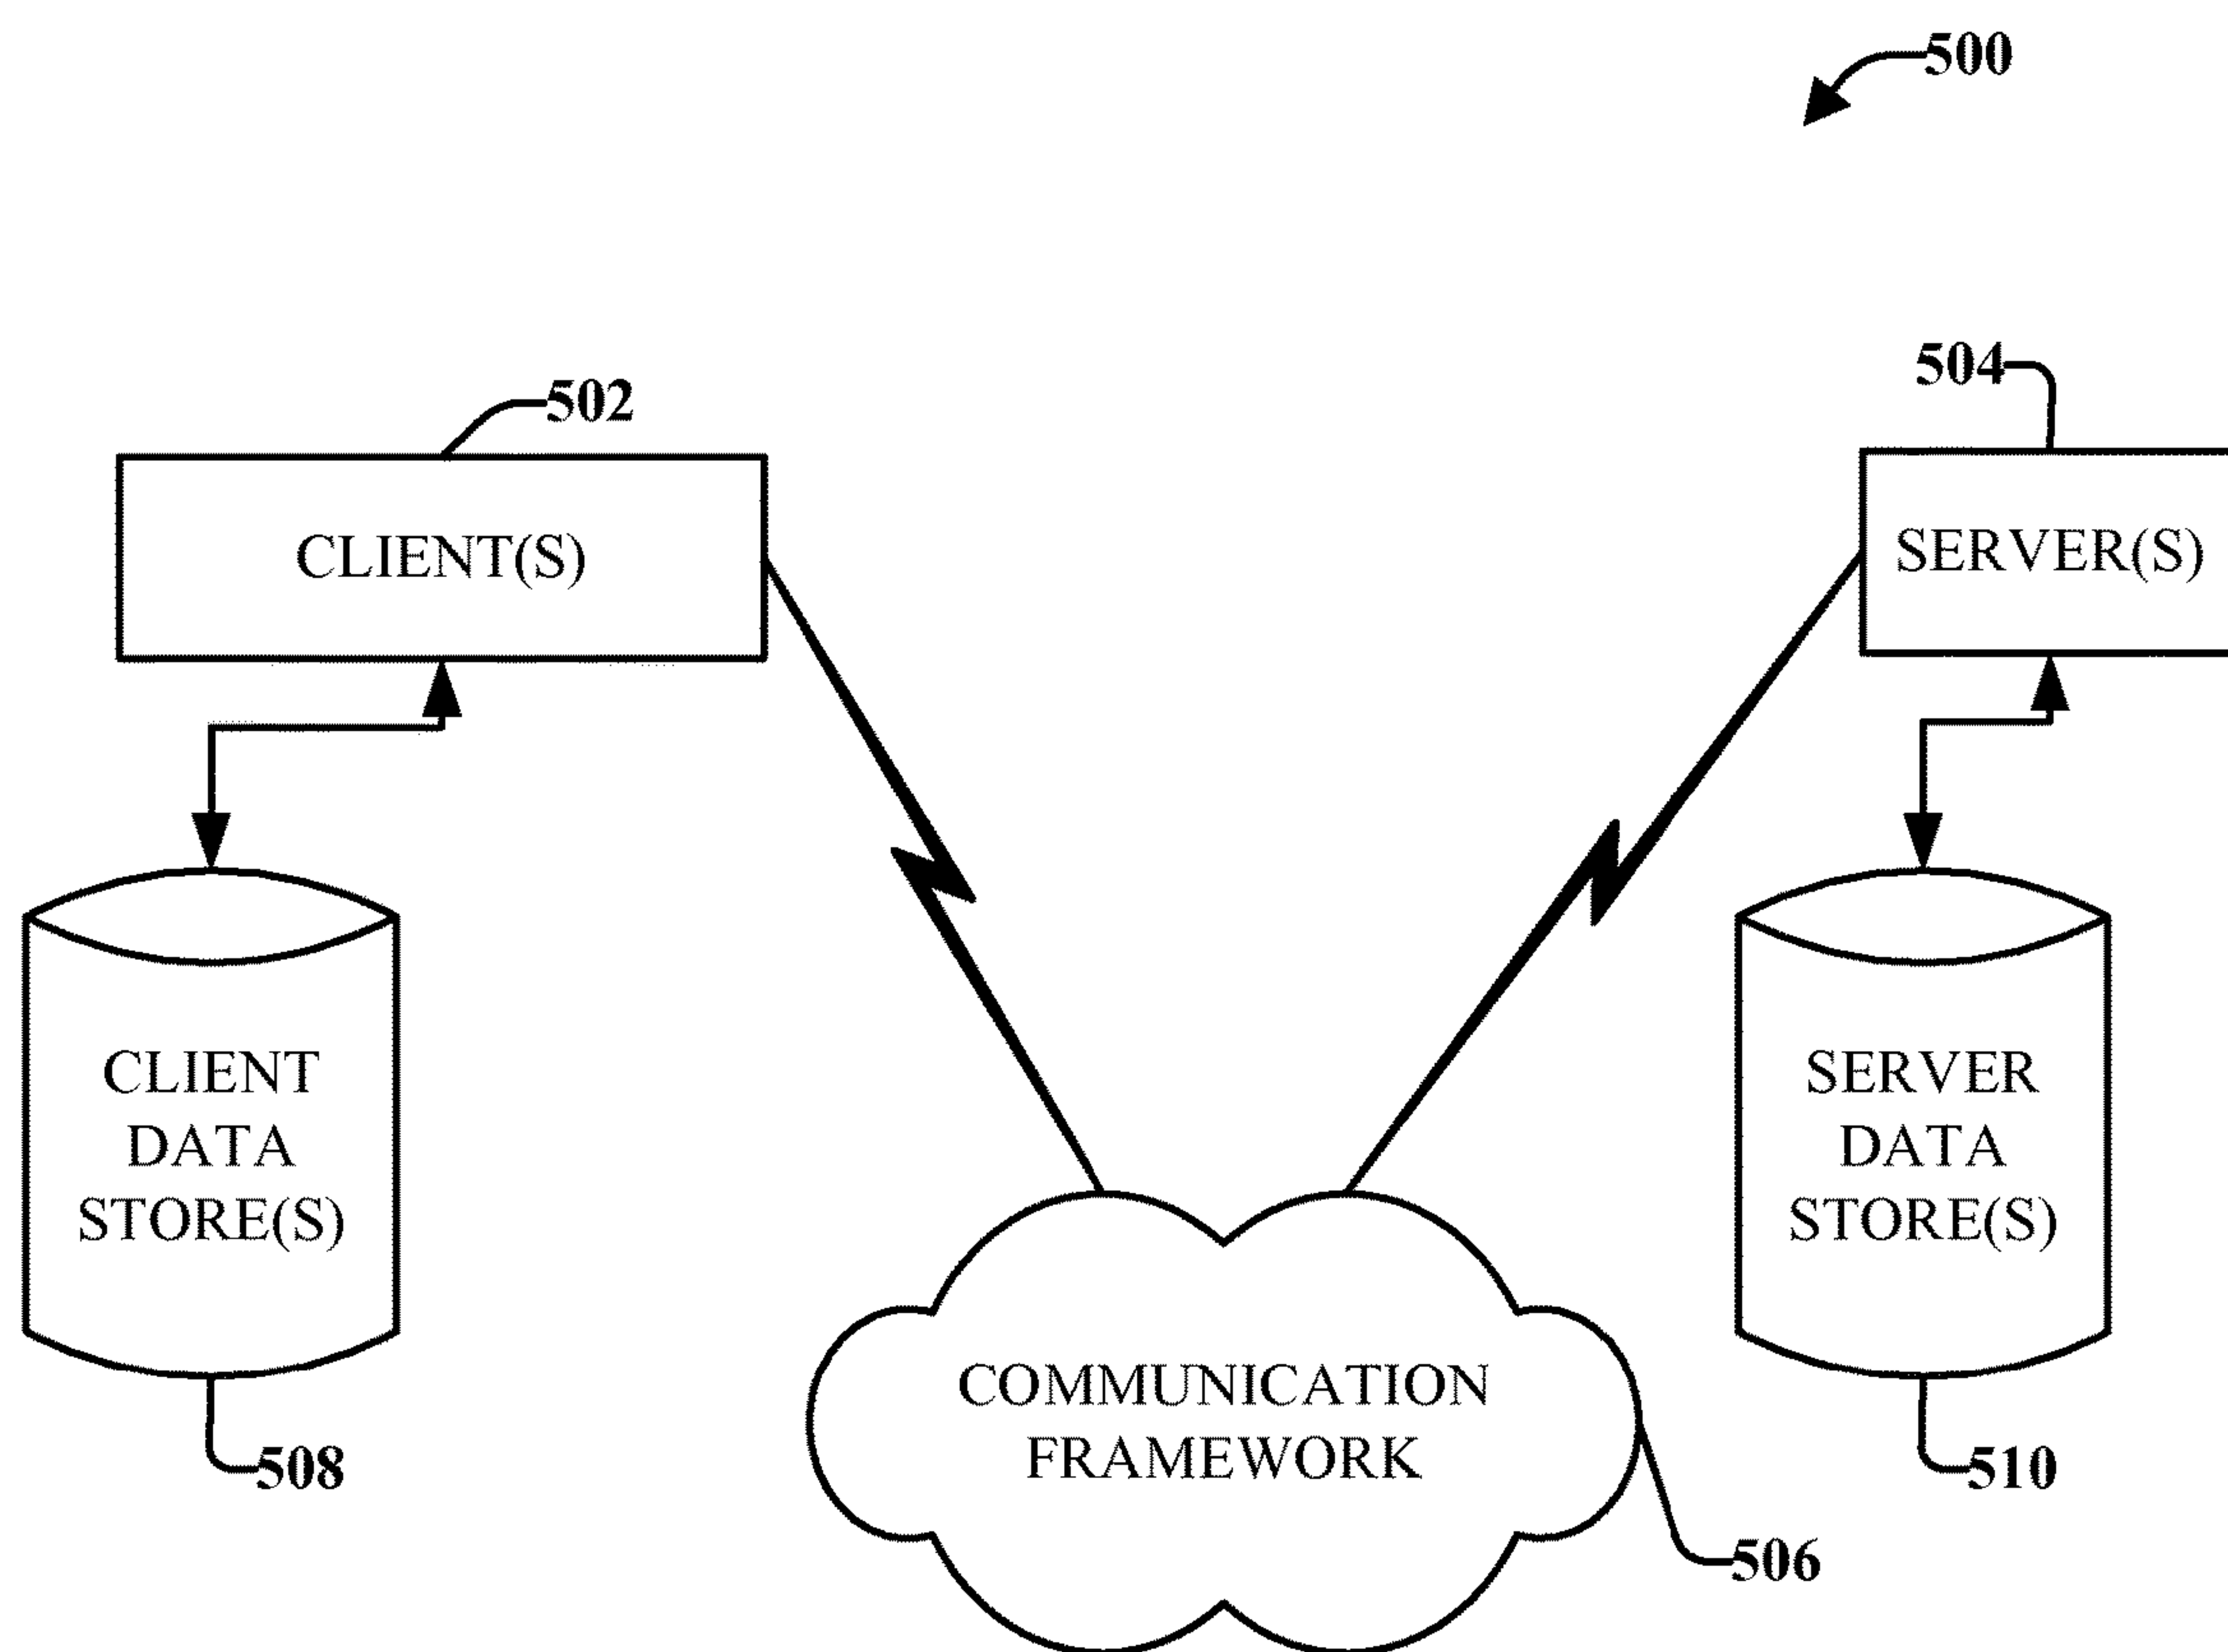 500
504
502
CLIENT(S)
SERVER(S)
CLIENT
DATA
STORE(S)
SERVER
DATA
STORE(S)
COMMUNICATION
FRAMEWORK
508
510
506